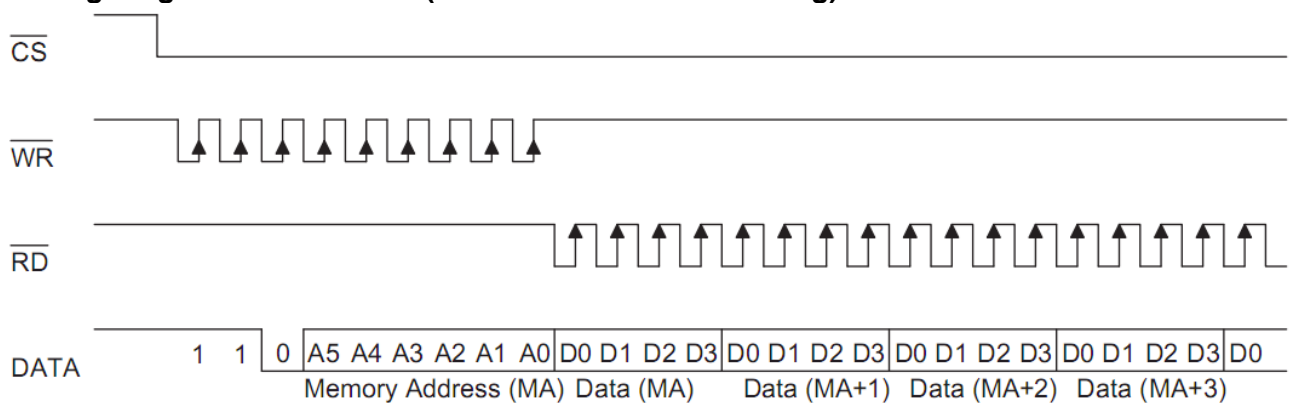 CS
WR
RD
DATA 1 1 0 A5 A4 A3 A2 A1 A0 D0 D1 D2 D3 D0 D1 D2 D3 D0 D1 D2 D3 D0 D1 D2 D3 D0
Memory Address (MA) Data (MA) Data (MA+1) Data (MA+2) Data (MA+3)